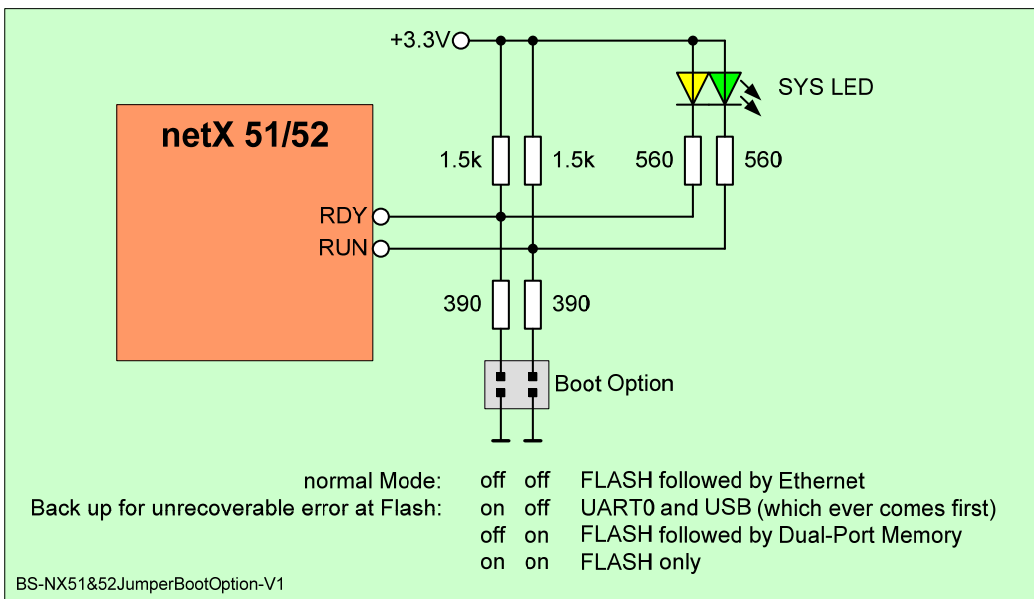 +3.3V
SYS LED
netX 51/52
1.5k 1.5k 560 560
RDY
RUN
390 390
Boot Option
normal Mode: off off FLASH followed by Ethernet
Back up for unrecoverable error at Flash: on off UART0 and USB (which ever comes first)
off on FLASH followed by Dual-Port Memory
on on FLASH only
BS-NX51&52JumperBootOption-V1